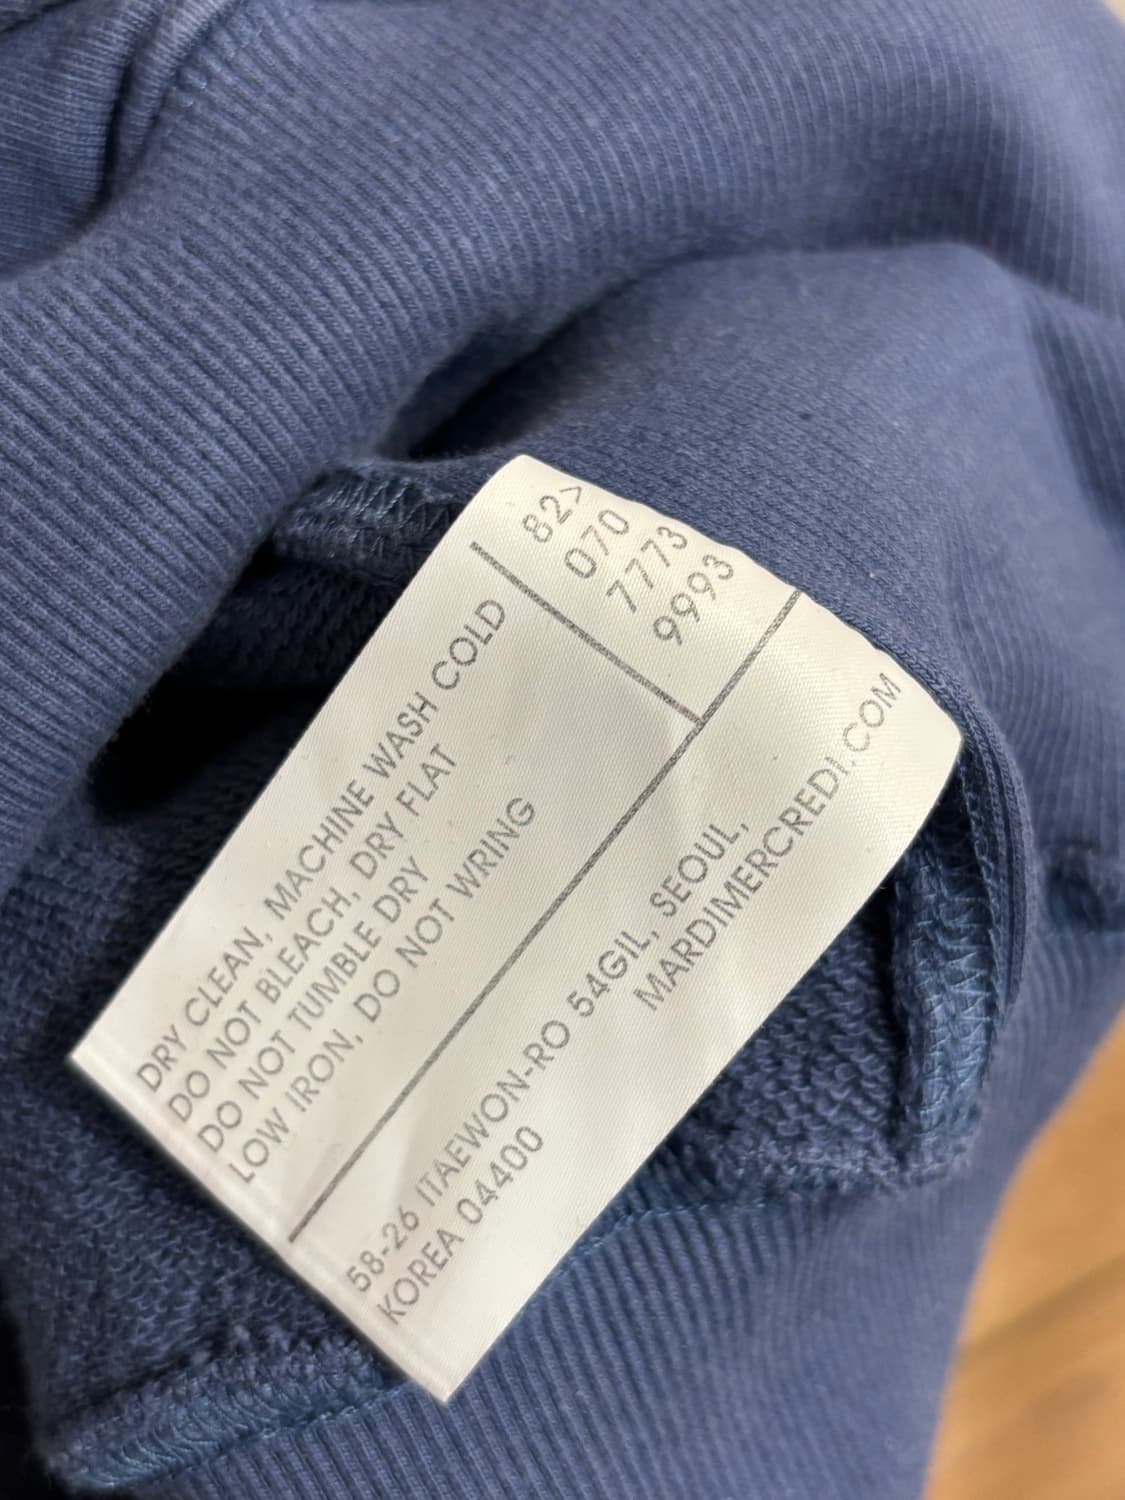 82>
070
7773
9993
DRY CLEAN, MACHINE WASH COLD
DO NOT BLEACH, DRY FLAT
DO NOT TUMBLE DRY
LOW IRON, DO NOT WRING
58-26 ITAEWON-RO 54GIL, SEOUL,
KOREA 04400
MARDIMERCREDI.COM